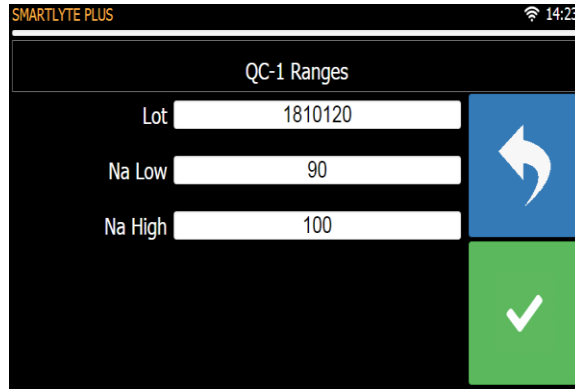 SMARTLYTE PLUS 14:23
QC-1 Ranges
Lot 1810120
Na Low 90
Na High 100